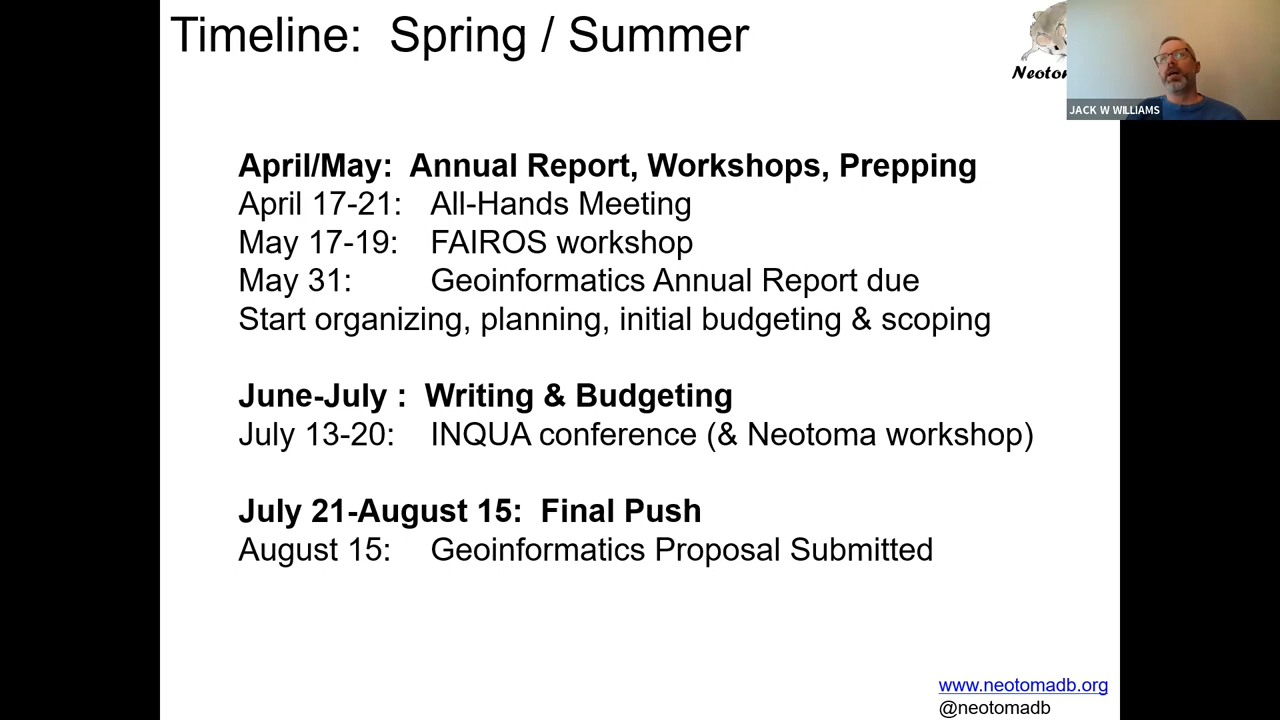 Timeline: Spring / Summer
JACK W WILLIAMS
April/May: Annual Report, Workshops, Prepping
April 17-21: All-Hands Meeting
May 17-19: FAIROS workshop
May 31: Geoinformatics Annual Report due
Start organizing, planning, initial budgeting & scoping
June-July : Writing & Budgeting
July 13-20: INQUA conference (& Neotoma workshop)
July 21-August 15: Final Push
August 15: Geoinformatics Proposal Submitted
www.neotomadb.org
@neotomadb